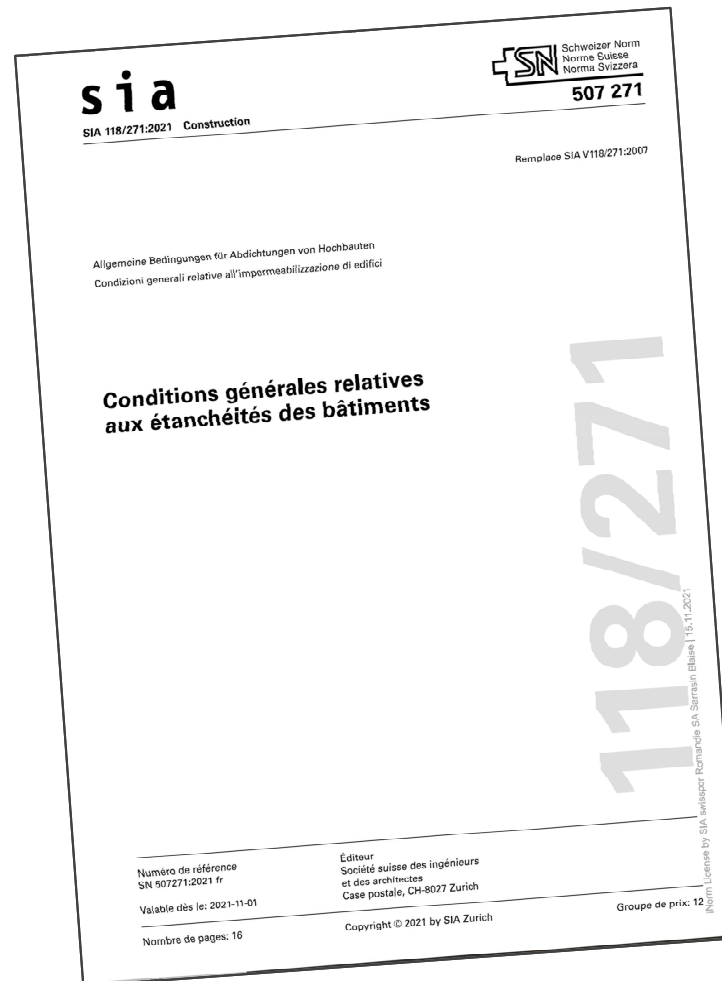 sia
SN
Schweizer Norm
Norme Suisse
Norma Svizzera
507 271
SIA 118/271:2021 Construction
Remplace SIA V118/271:2007
Allgemeine Bedingungen für Abdichtungen von Hochbauten
Condizioni generali relative all'impermeabilizzazione di edifici
Conditions générales relatives
aux étanchéités des bâtiments
118/271
iNorm License by SIA swisspor Romandie SA Sarrasin Blaise | 15.11.2021
Numéro de référence
SN 507271:2021 fr
Valable dès le: 2021-11-01
Nombre de pages: 16
Éditeur
Société suisse des ingénieurs
et des architectes
Case postale, CH-8027 Zurich
Copyright © 2021 by SIA Zurich
Groupe de prix: 12